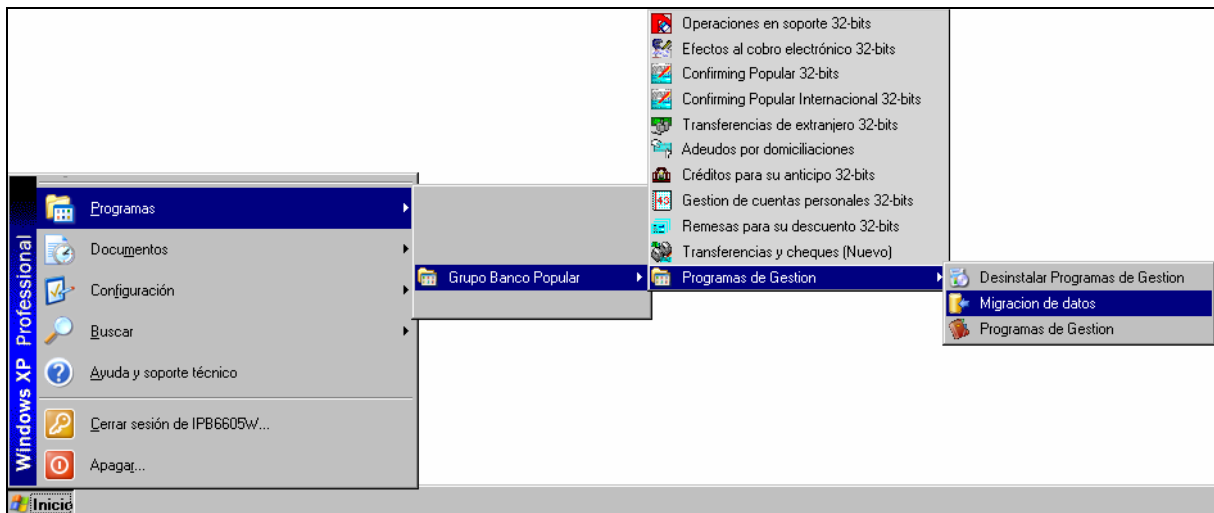 Operaciones en soporte 32-bits
Efectos al cobro electrónico 32-bits
Confirming Popular 32-bits
Confirming Popular Internacional 32-bits
Transferencias de extranjero 32-bits
Adeudos por domiciliaciones
Créditos para su anticipo 32-bits
Gestion de cuentas personales 32-bits
Remesas para su descuento 32-bits
Transferencias y cheques (Nuevo)
Programas de Gestion
Desinstalar Programas de Gestion
Migracion de datos
Programas de Gestion
Grupo Banco Popular
Programas
Documentos
Configuración
Buscar
Ayuda y soporte técnico
Cerrar sesión de IPB6605W...
Apagar...
Windows XP Professional
Inicio